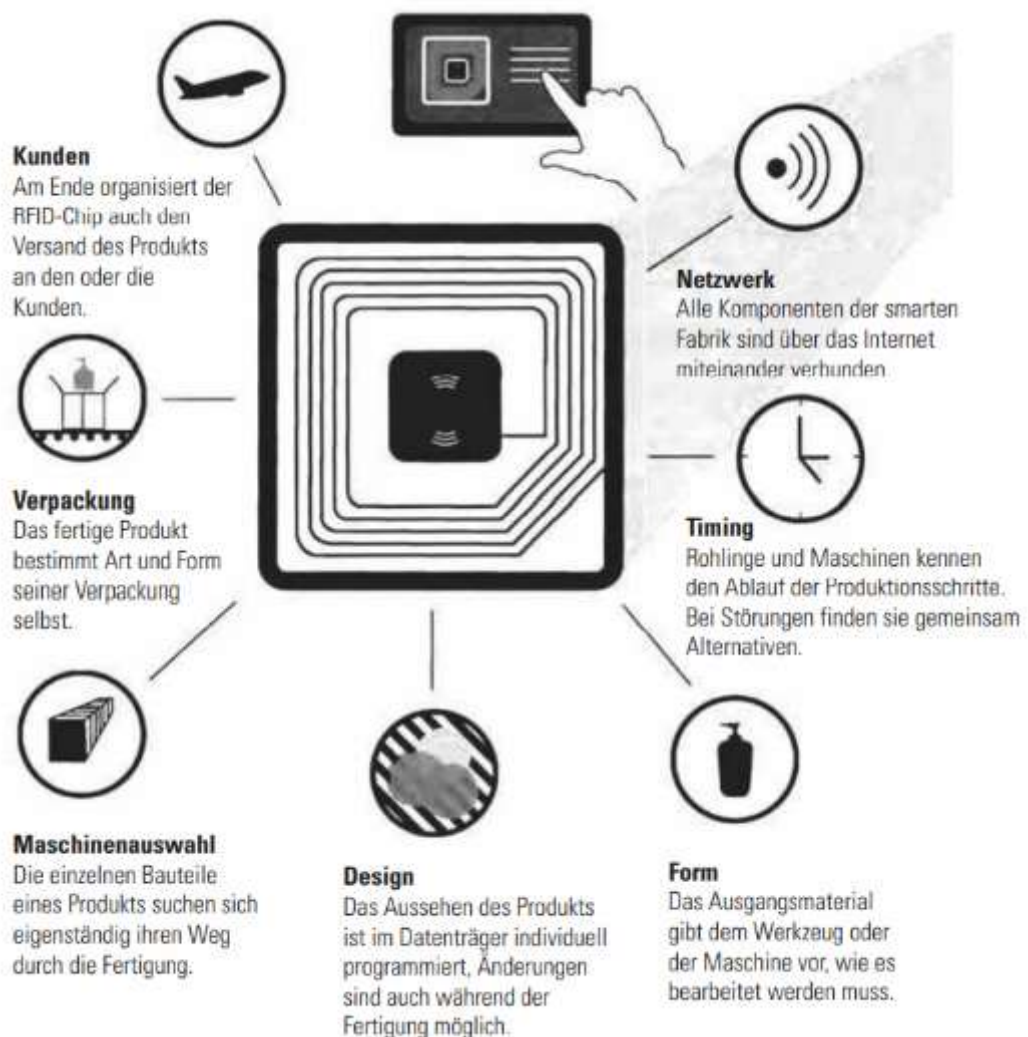 Kunden
Am Ende organisiert der
RFID-Chip auch den
Versand des Produkts
an den oder die
Kunden.
Netzwerk
Alle Komponenten der smarten
Fabrik sind über das Internet
miteinander verbunden
Verpackung
Das fertige Produkt
bestimmt Art und Form
seiner Verpackung
selbst.
Timing
Rohlinge und Maschinen kennen
den Ablauf der Produktionsschritte.
Bei Störungen finden sie gemeinsam
Alternativen.
Maschinenauswahl
Die einzelnen Bauteile
eines Produkts suchen sich
eigenständig ihren Weg
durch die Fertigung.
Design
Das Aussehen des Produkts
ist im Datenträger individuell
programmiert, Änderungen
sind auch während der
Fertigung möglich.
Form
Das Ausgangsmaterial
gibt dem Werkzeug oder
der Maschine vor, wie es
bearbeitet werden muss.